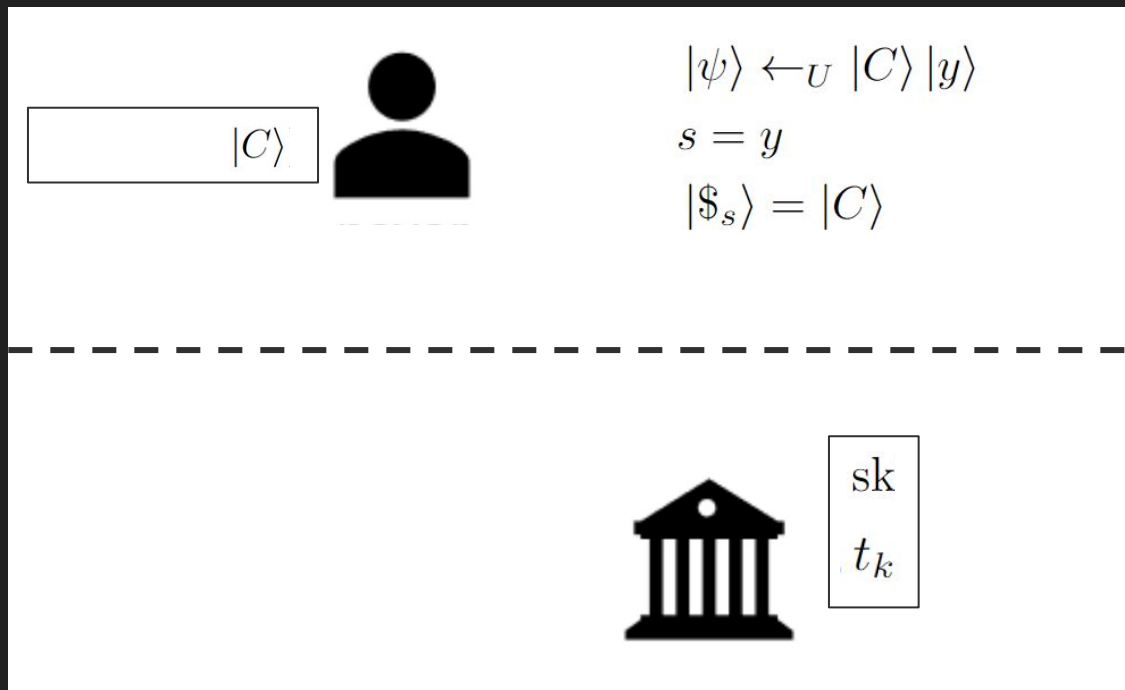 |ψ⟩ ←_U |C⟩ |y⟩
|C⟩
s = y
|$_s⟩ = |C⟩
sk
t_k